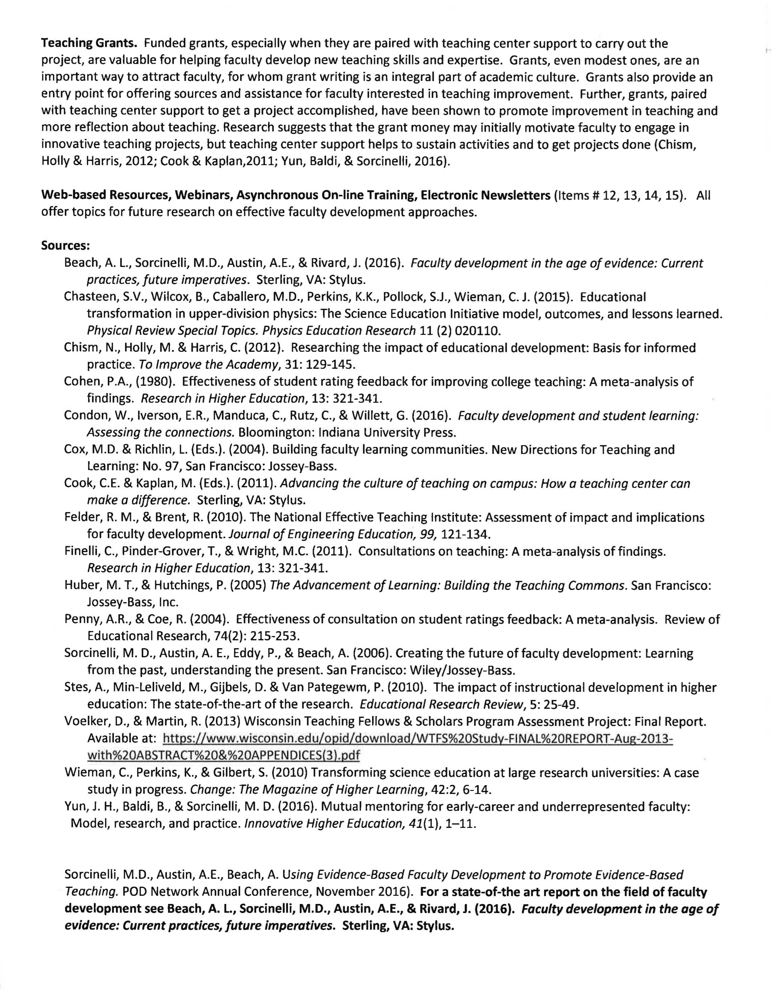 Teaching Grants. Funded grants, especially when they are paired with teaching center support to carry out the
project, are valuable for helping faculty develop new teaching skills and expertise. Grants, even modest ones, are an
important way to attract faculty, for whom grant writing is an integral part of academic culture. Grants also provide an
entry point for offering sources and assistance for faculty interested in teaching improvement. Further, grants, paired
with teaching center support to get a project accomplished, have been shown to promote improvement in teaching and
more reflection about teaching. Research suggests that the grant money may initially motivate faculty to engage in
innovative teaching projects, but teaching center support helps to sustain activities and to get projects done (Chism,
Holly & Harris, 2012; Cook & Kaplan,2011; Yun, Baldi, & Sorcinelli, 2016).
Web-based Resources, Webinars, Asynchronous On-line Training, Electronic Newsletters (Items # 12, 13, 14, 15). All
offer topics for future research on effective faculty development approaches.
Sources:
Beach, A. L., Sorcinelli, M.D., Austin, A.E., & Rivard, J. (2016). Faculty development in the age of evidence: Current
practices, future imperatives. Sterling, VA: Stylus.
Chasteen, S.V., Wilcox, B., Caballero, M.D., Perkins, K.K., Pollock, S.J., Wieman, C. J. (2015). Educational
transformation in upper-division physics: The Science Education Initiative model, outcomes, and lessons learned.
Physical Review Special Topics. Physics Education Research 11 (2) 020110.
Chism, N., Holly, M. & Harris, C. (2012). Researching the impact of educational development: Basis for informed
practice. To Improve the Academy, 31: 129-145.
Cohen, P.A., (1980). Effectiveness of student rating feedback for improving college teaching: A meta-analysis of
findings. Research in Higher Education, 13: 321-341.
Condon, W., Iverson, E.R., Manduca, C., Rutz, C., & Willett, G. (2016). Faculty development and student learning:
Assessing the connections. Bloomington: Indiana University Press.
Cox, M.D. & Richlin, L. (Eds.). (2004). Building faculty learning communities. New Directions for Teaching and
Learning: No. 97, San Francisco: Jossey-Bass.
Cook, C.E. & Kaplan, M. (Eds.). (2011). Advancing the culture of teaching on campus: How a teaching center can
make a difference. Sterling, VA: Stylus.
Felder, R. M., & Brent, R. (2010). The National Effective Teaching Institute: Assessment of impact and implications
for faculty development. Journal of Engineering Education, 99, 121-134.
Finelli, C., Pinder-Grover, T., & Wright, M.C. (2011). Consultations on teaching: A meta-analysis of findings.
Research in Higher Education, 13: 321-341.
Huber, M. T., & Hutchings, P. (2005) The Advancement of Learning: Building the Teaching Commons. San Francisco:
Jossey-Bass, Inc.
Penny, A.R., & Coe, R. (2004). Effectiveness of consultation on student ratings feedback: A meta-analysis. Review of
Educational Research, 74(2): 215-253.
Sorcinelli, M. D., Austin, A. E., Eddy, P., & Beach, A. (2006). Creating the future of faculty development: Learning
from the past, understanding the present. San Francisco: Wiley/Jossey-Bass.
Stes, A., Min-Leliveld, M., Gijbels, D. & Van Pategewm, P. (2010). The impact of instructional development in higher
education: The state-of-the-art of the research. Educational Research Review, 5: 25-49.
Voelker, D., & Martin, R. (2013) Wisconsin Teaching Fellows & Scholars Program Assessment Project: Final Report.
Available at: https://www.wisconsin.edu/opid/download/WTFS%20Study-FINAL%20REPORT-Aug-2013-
with%20ABSTRACT%20&%20APPENDICES(3).pdf
Wieman, C., Perkins, K., & Gilbert, S. (2010) Transforming science education at large research universities: A case
study in progress. Change: The Magazine of Higher Learning, 42:2, 6-14.
Yun, J. H., Baldi, B., & Sorcinelli, M. D. (2016). Mutual mentoring for early-career and underrepresented faculty:
Model, research, and practice. Innovative Higher Education, 41(1), 1–11.
Sorcinelli, M.D., Austin, A.E., Beach, A. Using Evidence-Based Faculty Development to Promote Evidence-Based
Teaching. POD Network Annual Conference, November 2016). For a state-of-the art report on the field of faculty
development see Beach, A. L., Sorcinelli, M.D., Austin, A.E., & Rivard, J. (2016). Faculty development in the age of
evidence: Current practices, future imperatives. Sterling, VA: Stylus.